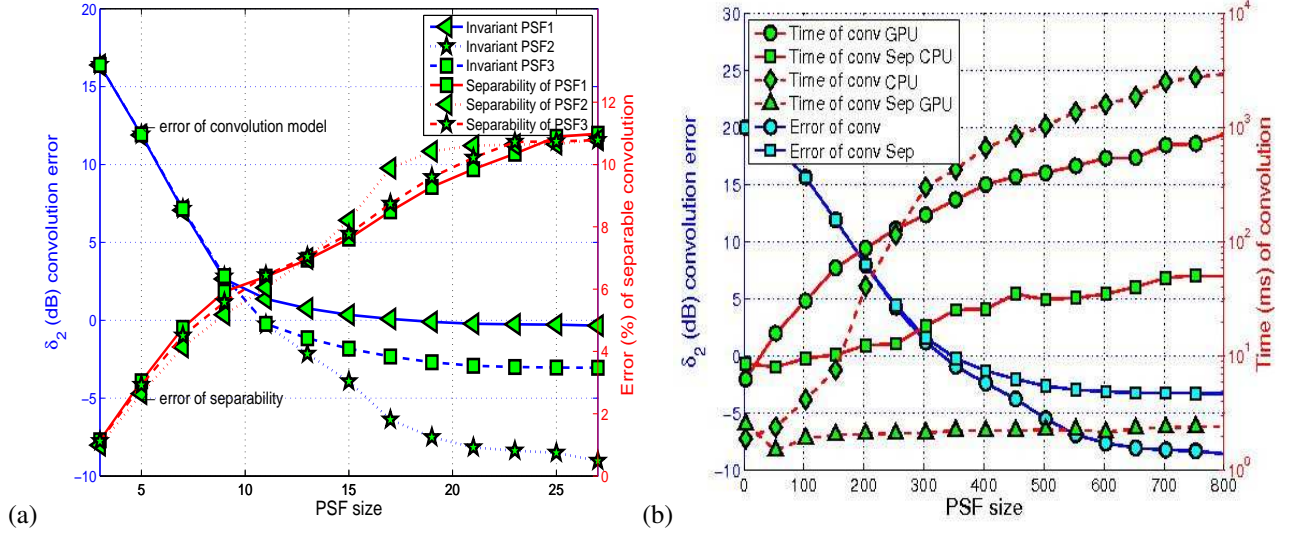 20
15
10
5
0
−5
−10
δ2 (dB) convolution error
5
10
15
20
25
PSF size
0
2
4
6
8
10
11
Error (%) of separable convolution
Invariant PSF1
Invariant PSF2
Invariant PSF3
Separability of PSF1
Separability of PSF2
Separability of PSF3
error of convolution model
error of separability
(a)
30
25
20
15
10
5
0
−5
−10
δ2 (dB) convolution error
0
100
200
300
400
500
600
700
800
PSF size
10^4
10^3
10^2
10^1
10^0
Time (ms) of convolution
Time of conv GPU
Time of conv Sep CPU
Time of conv CPU
Time of conv Sep GPU
Error of conv
Error of conv Sep
(b)